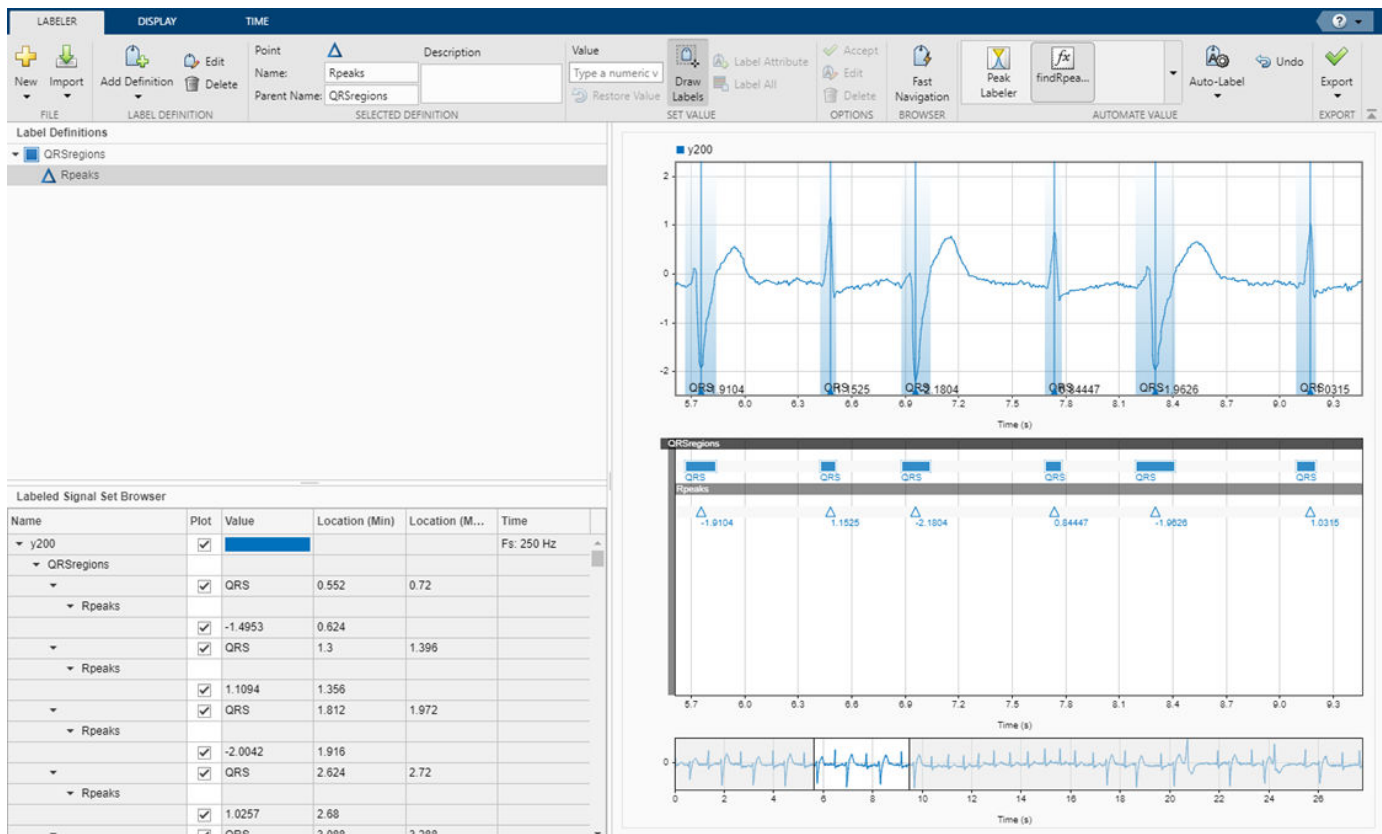 LABELER DISPLAY TIME
New Import Add Definition Edit Delete
Point Description
Name: Rpeaks
Parent Name: QRSregions
Value
Type a numeric v
Restore Value
Draw Labels
Label Attribute
Label All
Accept
Edit
Delete
Fast Navigation
Peak Labeler
fx
findRpea...
Auto-Label
Undo
Export
FILE LABEL DEFINITION SELECTED DEFINITION SET VALUE OPTIONS BROWSER AUTOMATE VALUE EXPORT
Label Definitions
QRSregions
Rpeaks
Labeled Signal Set Browser
Name Plot Value Location (Min) Location (M... Time
y200 Fs: 250 Hz
QRSregions
QRS 0.552 0.72
Rpeaks
-1.4953 0.624
QRS 1.3 1.396
Rpeaks
1.1094 1.356
QRS 1.812 1.972
Rpeaks
-2.0042 1.916
QRS 2.624 2.72
Rpeaks
1.0257 2.68
y200
2
1
0
-1
-2
QRS QRS QRS QRS QRS QRS
5.7 6.0 6.3 6.6 6.9 7.2 7.5 7.8 8.1 8.4 8.7 9.0 9.3
Time (s)
QRSregions
QRS QRS QRS QRS QRS QRS
Rpeaks
-1.9104 1.1525 -2.1804 0.84447 -1.9626 1.0315
5.7 6.0 6.3 6.6 6.9 7.2 7.5 7.8 8.1 8.4 8.7 9.0 9.3
Time (s)
0
0 2 4 6 8 10 12 14 16 18 20 22 24 26
Time (s)